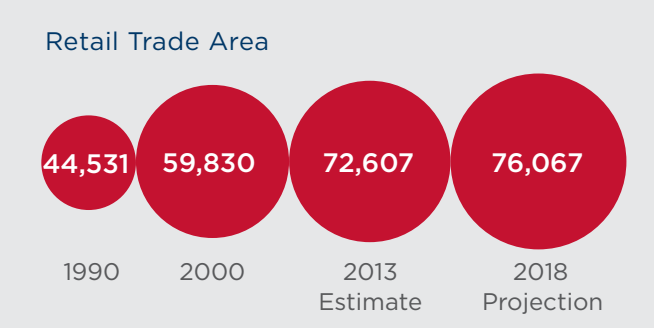 Retail Trade Area
44,531 59,830 72,607 76,067
1990 2000 2013 2018
Estimate Projection